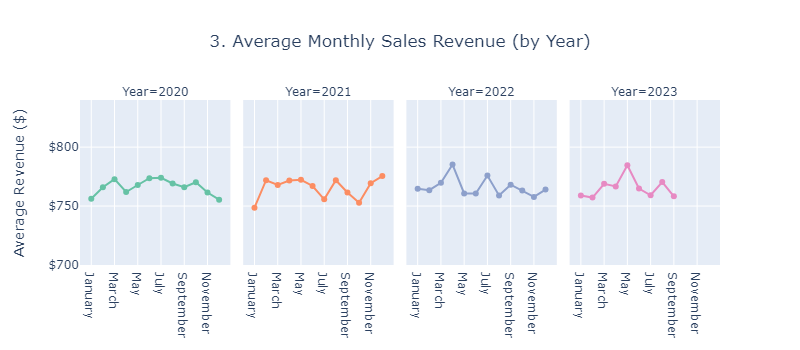 3. Average Monthly Sales Revenue (by Year)
Year=2020
Year=2021
Year=2022
Year=2023
Average Revenue ($)
$800
$750
$700
January
March
May
July
September
November
January
March
May
July
September
November
January
March
May
July
September
November
January
March
May
July
September
November